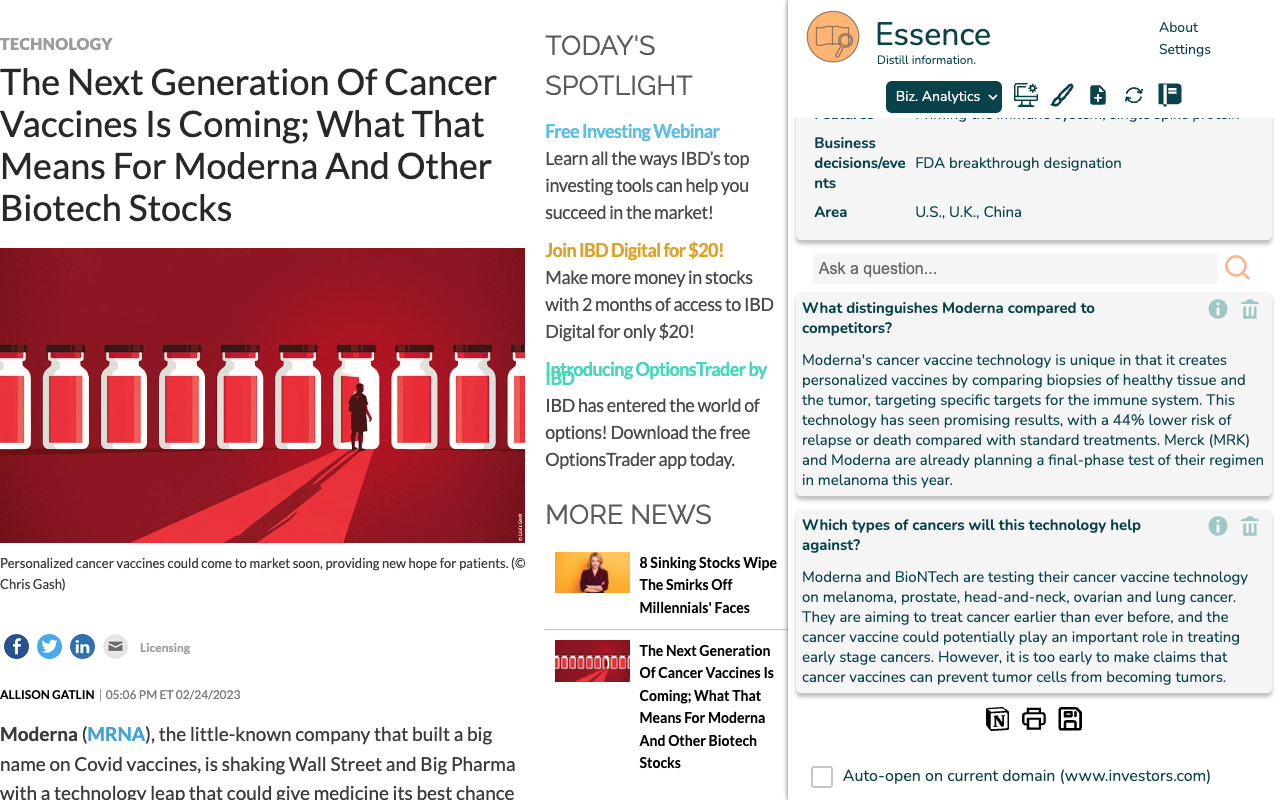 TECHNOLOGY
The Next Generation Of Cancer
Vaccines Is Coming; What That
Means For Moderna And Other
Biotech Stocks
© Chris Gash
Personalized cancer vaccines could come to market soon, providing new hope for patients. (©
Chris Gash)
Licensing
ALLISON GATLIN | 05:06 PM ET 02/24/2023
Moderna (MRNA), the little-known company that built a big
name on Covid vaccines, is shaking Wall Street and Big Pharma
with a technology leap that could give medicine its best chance
TODAY'S
SPOTLIGHT
Free Investing Webinar
Learn all the ways IBD's top
investing tools can help you
succeed in the market!
Join IBD Digital for $20!
Make more money in stocks
with 2 months of access to IBD
Digital for only $20!
Introducing OptionsTrader by
IBD
IBD has entered the world of
options! Download the free
OptionsTrader app today.
MORE NEWS
8 Sinking Stocks Wipe
The Smirks Off
Millennials' Faces
The Next Generation
Of Cancer Vaccines Is
Coming; What That
Means For Moderna
And Other Biotech
Stocks
Essence
Distill information.
About
Settings
Biz. Analytics
Features Priming the immune system, single spike protein
Business
decisions/eve FDA breakthrough designation
nts
Area U.S., U.K., China
Ask a question...
What distinguishes Moderna compared to
competitors?
Moderna's cancer vaccine technology is unique in that it creates
personalized vaccines by comparing biopsies of healthy tissue and
the tumor, targeting specific targets for the immune system. This
technology has seen promising results, with a 44% lower risk of
relapse or death compared with standard treatments. Merck (MRK)
and Moderna are already planning a final-phase test of their regimen
in melanoma this year.
Which types of cancers will this technology help
against?
Moderna and BioNTech are testing their cancer vaccine technology
on melanoma, prostate, head-and-neck, ovarian and lung cancer.
They are aiming to treat cancer earlier than ever before, and the
cancer vaccine could potentially play an important role in treating
early stage cancers. However, it is too early to make claims that
cancer vaccines can prevent tumor cells from becoming tumors.
Auto-open on current domain (www.investors.com)